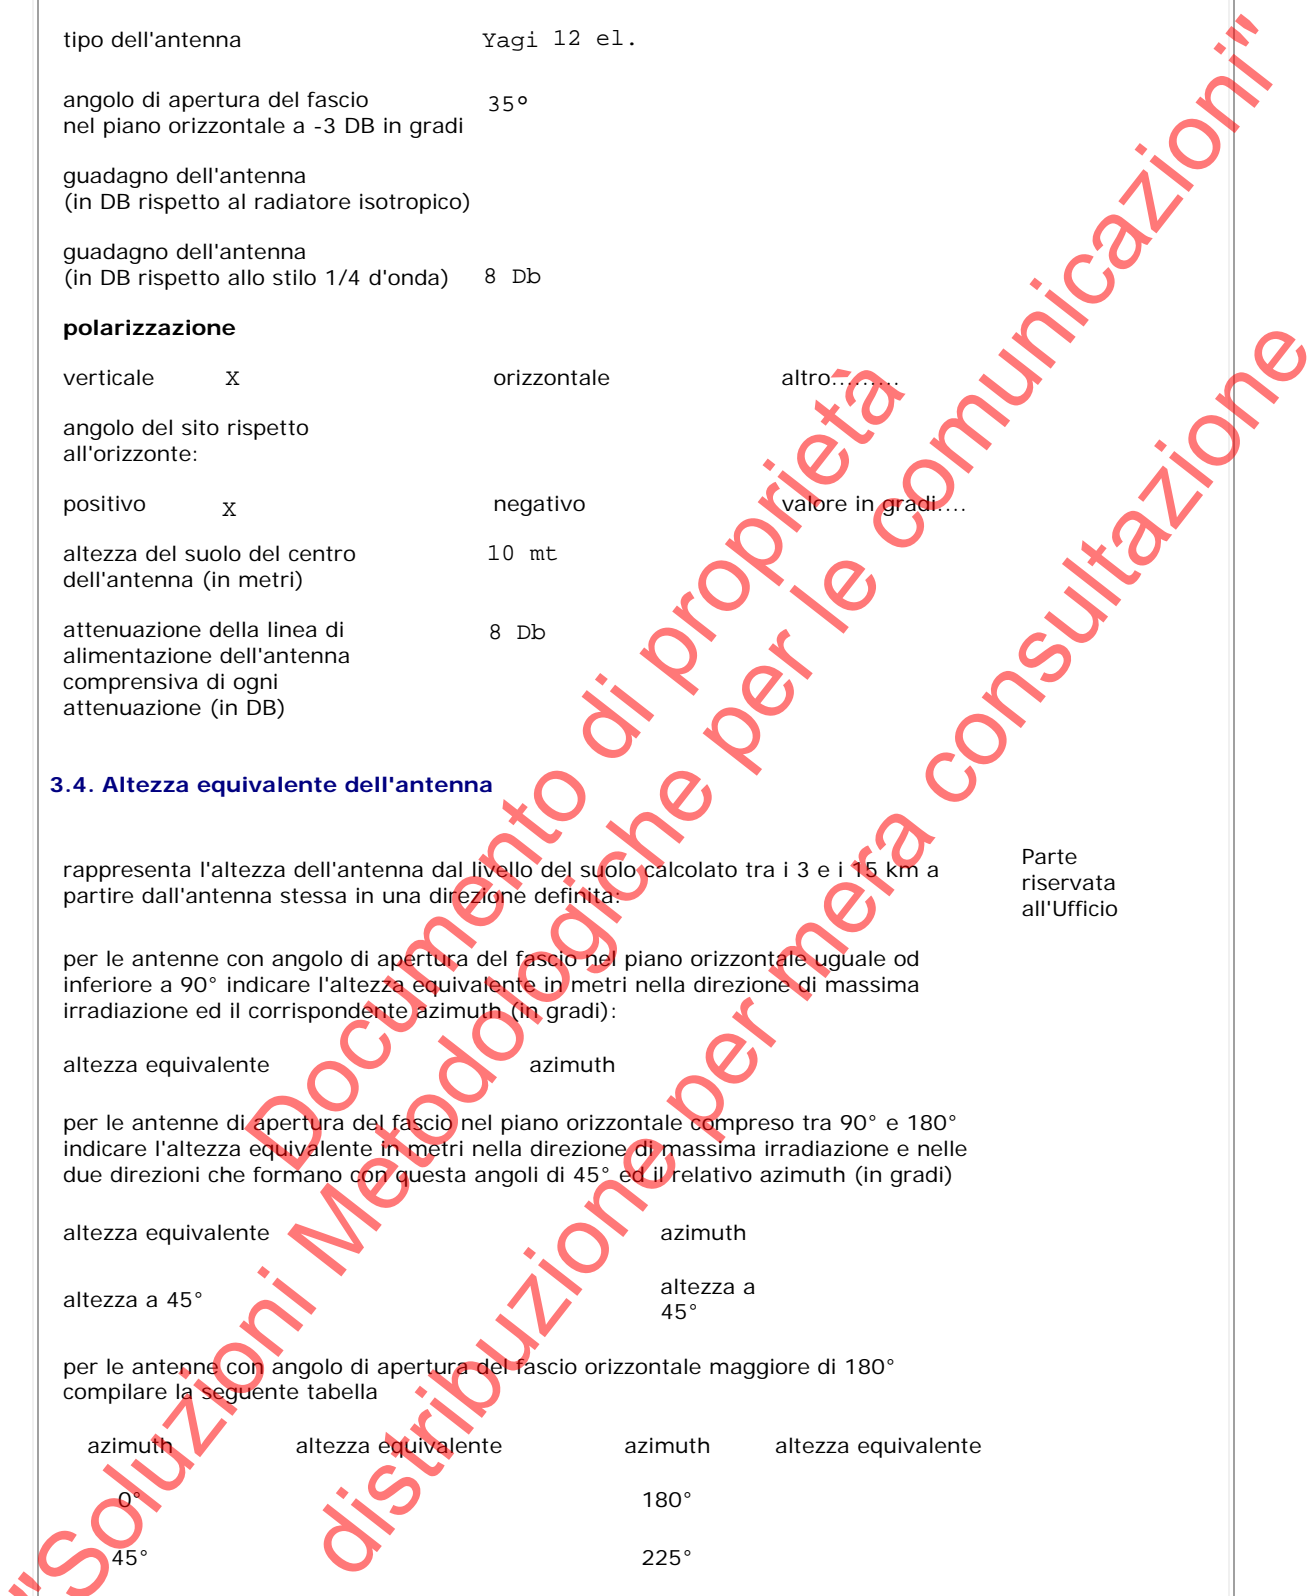 tipo dell'antenna Yagi 12 el.
angolo di apertura del fascio 35°
nel piano orizzontale a -3 DB in gradi
guadagno dell'antenna
(in DB rispetto al radiatore isotropico)
guadagno dell'antenna
(in DB rispetto allo stilo 1/4 d'onda) 8 Db
polarizzazione
verticale X orizzontale altro.........
angolo del sito rispetto
all'orizzonte:
positivo X negativo valore in gradi....
altezza del suolo del centro 10 mt
dell'antenna (in metri)
attenuazione della linea di 8 Db
alimentazione dell'antenna
comprensiva di ogni
attenuazione (in DB)
3.4. Altezza equivalente dell'antenna
rappresenta l'altezza dell'antenna dal livello del suolo calcolato tra i 3 e i 15 km a
partire dall'antenna stessa in una direzione definita:
Parte
riservata
all'Ufficio
per le antenne con angolo di apertura del fascio nel piano orizzontale uguale od
inferiore a 90° indicare l'altezza equivalente in metri nella direzione di massima
irradiazione ed il corrispondente azimuth (in gradi):
altezza equivalente azimuth
per le antenne di apertura del fascio nel piano orizzontale compreso tra 90° e 180°
indicare l'altezza equivalente in metri nella direzione di massima irradiazione e nelle
due direzioni che formano con questa angoli di 45° ed il relativo azimuth (in gradi)
altezza equivalente azimuth
altezza a 45° altezza a
45°
per le antenne con angolo di apertura del fascio orizzontale maggiore di 180°
compilare la seguente tabella
azimuth altezza equivalente azimuth altezza equivalente
0° 180°
45° 225°
Documento di proprietà
"Soluzioni Metodologiche per le comunicazioni"
distribuzione per mera consultazione